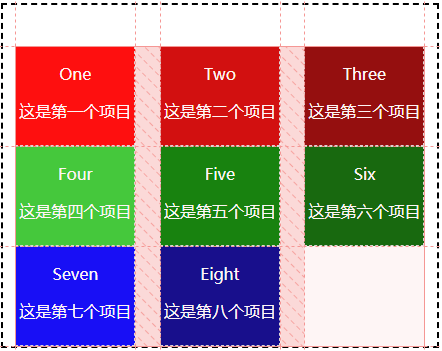 One Two Three
这是第一个项目 这是第二个项目 这是第三个项目
Four Five Six
这是第四个项目 这是第五个项目 这是第六个项目
Seven Eight
这是第七个项目 这是第八个项目